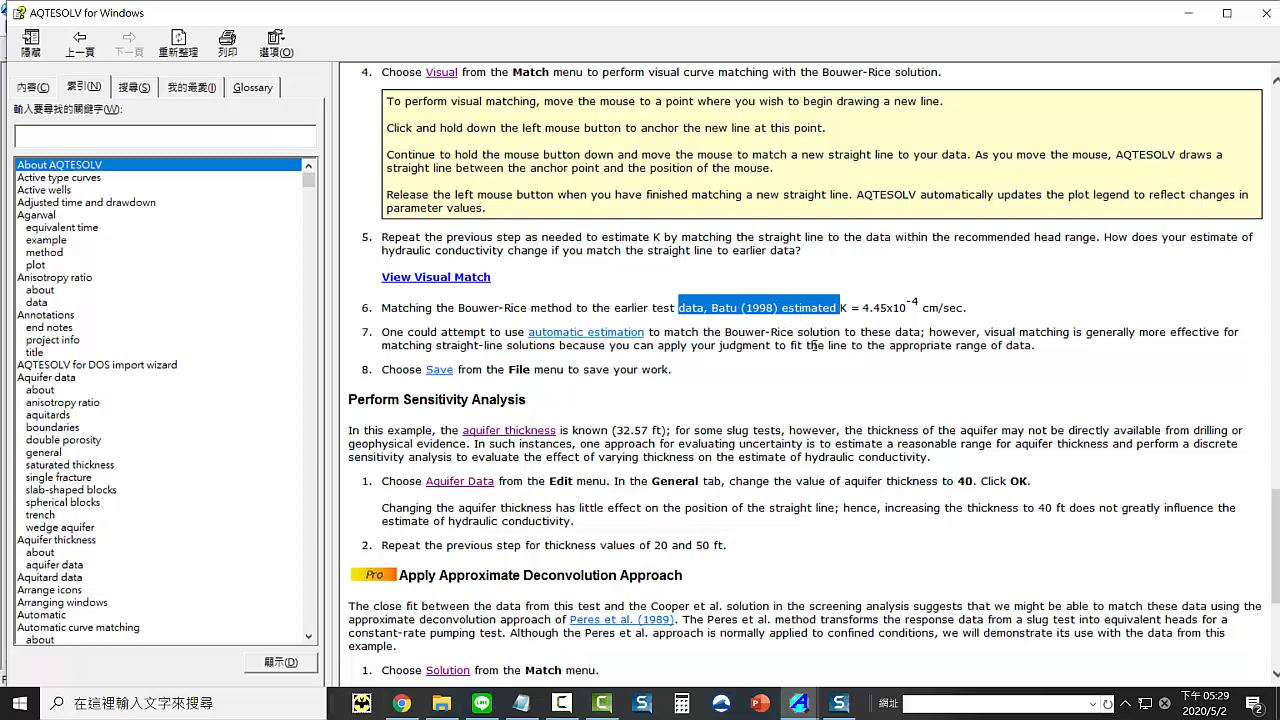 AQTESOLV for Windows
隱藏
上一頁
下一頁
重新整理
列印
選項(O)
內容(C)
索引(N)
搜尋(S)
我的最愛(I)
Glossary
輸入要尋找的關鍵字(W):
About AQTESOLV
Active type curves
Active wells
Adjusted time and drawdown
Agarwal
equivalent time
example
method
plot
Anisotropy ratio
about
data
Annotations
end notes
project info
title
AQTESOLV for DOS import wizard
Aquifer data
about
anisotropy ratio
aquitards
boundaries
double porosity
general
saturated thickness
single fracture
slab-shaped blocks
spherical blocks
trench
wedge aquifer
Aquifer thickness
about
aquifer data
Aquitard data
Arrange icons
Arranging windows
Automatic
Automatic curve matching
about
顯示(D)
4. Choose Visual from the Match menu to perform visual curve matching with the Bouwer-Rice solution.
To perform visual matching, move the mouse to a point where you wish to begin drawing a new line.
Click and hold down the left mouse button to anchor the new line at this point.
Continue to hold the mouse button down and move the mouse to match a new straight line to your data. As you move the mouse, AQTESOLV draws a
straight line between the anchor point and the position of the mouse.
Release the left mouse button when you have finished matching a new straight line. AQTESOLV automatically updates the plot legend to reflect changes in
parameter values.
5. Repeat the previous step as needed to estimate K by matching the straight line to the data within the recommended head range. How does your estimate of
hydraulic conductivity change if you match the straight line to earlier data?
View Visual Match
6. Matching the Bouwer-Rice method to the earlier test data, Batu (1998) estimated K = 4.45x10-4 cm/sec.
7. One could attempt to use automatic estimation to match the Bouwer-Rice solution to these data; however, visual matching is generally more effective for
matching straight-line solutions because you can apply your judgment to fit the line to the appropriate range of data.
8. Choose Save from the File menu to save your work.
Perform Sensitivity Analysis
In this example, the aquifer thickness is known (32.57 ft); for some slug tests, however, the thickness of the aquifer may not be directly available from drilling or
geophysical evidence. In such instances, one approach for evaluating uncertainty is to estimate a reasonable range for aquifer thickness and perform a discrete
sensitivity analysis to evaluate the effect of varying thickness on the estimate of hydraulic conductivity.
1. Choose Aquifer Data from the Edit menu. In the General tab, change the value of aquifer thickness to 40. Click OK.
Changing the aquifer thickness has little effect on the position of the straight line; hence, increasing the thickness to 40 ft does not greatly influence the
estimate of hydraulic conductivity.
2. Repeat the previous step for thickness values of 20 and 50 ft.
Pro Apply Approximate Deconvolution Approach
The close fit between the data from this test and the Cooper et al. solution in the screening analysis suggests that we might be able to match these data using the
approximate deconvolution approach of Peres et al. (1989). The Peres et al. method transforms the response data from a slug test into equivalent heads for a
constant-rate pumping test. Although the Peres et al. approach is normally applied to confined conditions, we will demonstrate its use with the data from this
example.
1. Choose Solution from the Match menu.
在這裡輸入文字來搜尋
網址
下午 05:29
2020/5/2
2